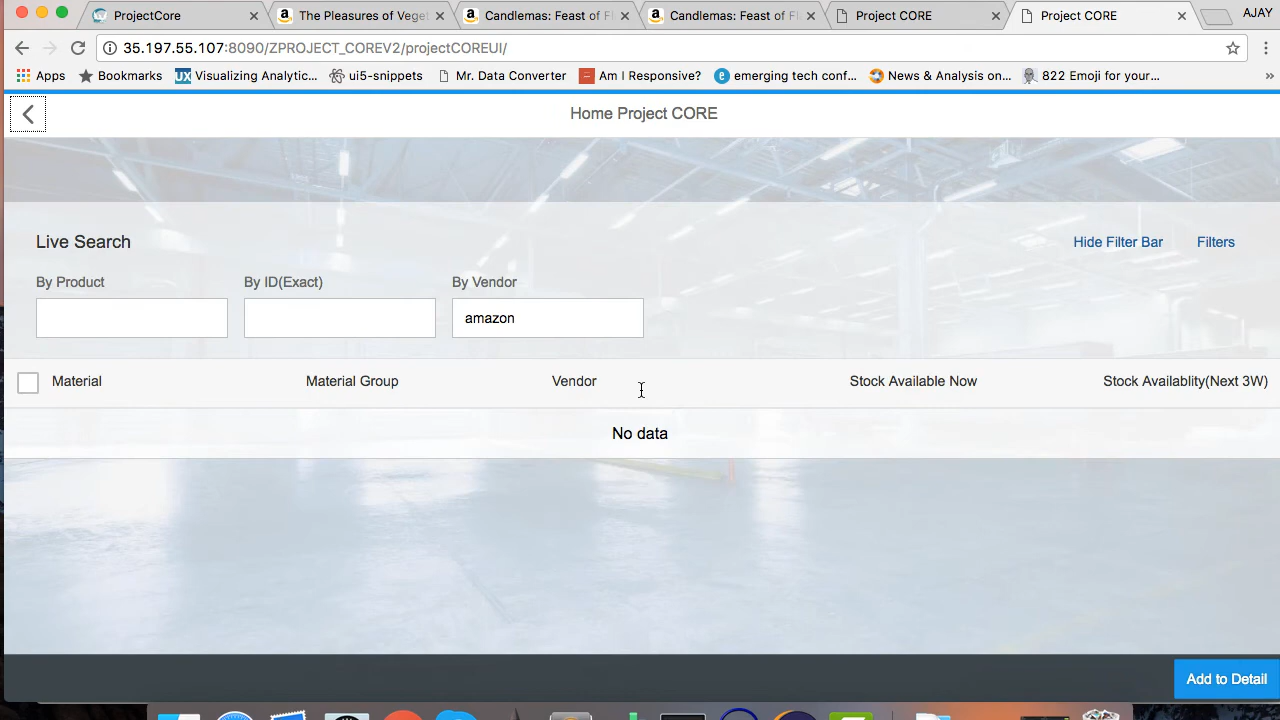 ProjectCore
The Pleasures of Veget
Candlemas: Feast of Fl
Candlemas: Feast of Fl
Project CORE
Project CORE
AJAY
35.197.55.107:8090/ZPROJECT_COREV2/projectCOREUI/
Apps
Bookmarks
UX Visualizing Analytic...
ui5-snippets
Mr. Data Converter
Am I Responsive?
e emerging tech conf...
News & Analysis on...
822 Emoji for your...
»
Home Project CORE
Live Search
Hide Filter Bar
Filters
By Product
By ID(Exact)
By Vendor
amazon
Material
Material Group
Vendor
Stock Available Now
Stock Availablity(Next 3W)
No data
Add to Detail